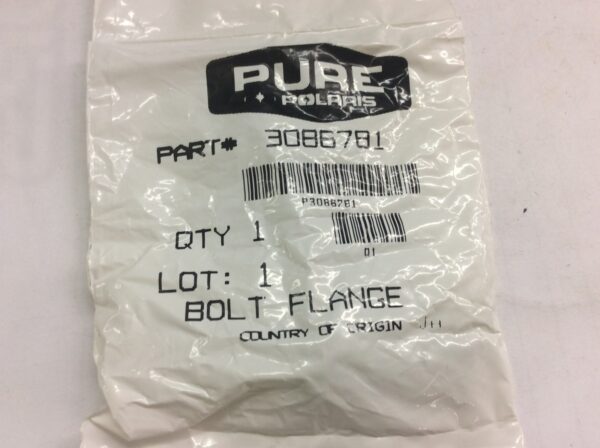 PURE
POLARIS
PART# 3086781
P3086781
QTY 1
01
LOT: 1
BOLT FLANGE
COUNTRY OF ORIGIN